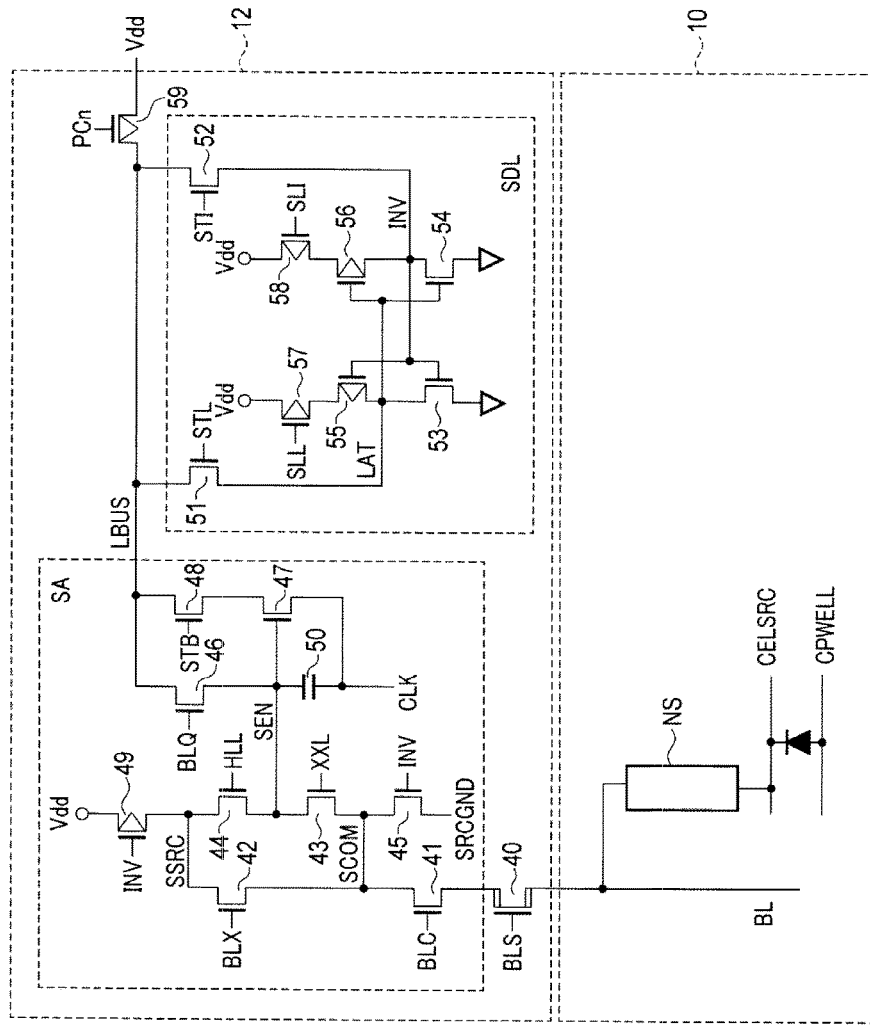 12
10
Vdd
59
PCn
52
STI
SDL
SLI
INV
Vdd
58
56
54
Vdd
57
55
53
SLL
LAT
STL
51
LBUS
SA
48
47
STB
46
50
BLQ
SEN
CLK
Vdd
49
HLL
XXL
INV
INV
44
43
45
SSRC
SCOM
SRCGND
42
41
40
BLX
BLC
BLS
CELSRC
CPWELL
NS
BL